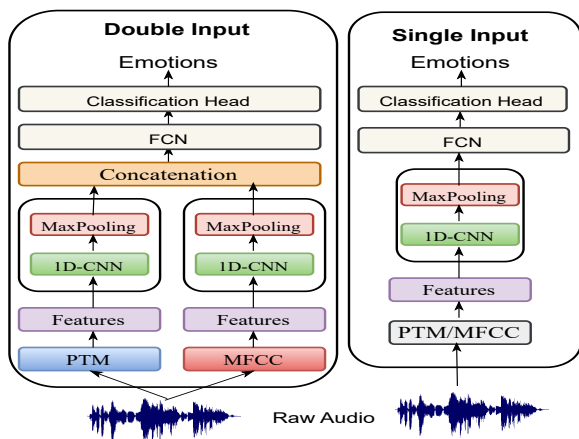 Double Input
Emotions
Classification Head
FCN
Concatenation
MaxPooling
MaxPooling
1D-CNN
1D-CNN
Features
Features
PTM
MFCC
Single Input
Emotions
Classification Head
FCN
MaxPooling
1D-CNN
Features
PTM/MFCC
Raw Audio